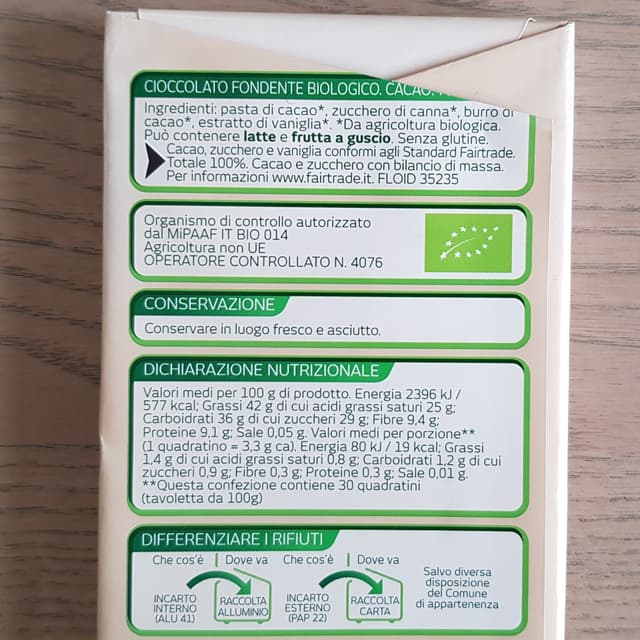 CIOCCOLATO FONDENTE BIOLOGICO. CACAO:
Ingredienti: pasta di cacao*, zucchero di canna*, burro di
cacao*, estratto di vaniglia*. *Da agricoltura biologica.
Può contenere latte e frutta a guscio. Senza glutine.
Cacao, zucchero e vaniglia conformi agli Standard Fairtrade.
Totale 100%. Cacao e zucchero con bilancio di massa.
Per informazioni www.fairtrade.it. FLOID 35235
Organismo di controllo autorizzato
dal MiPAAF IT BIO 014
Agricoltura non UE
OPERATORE CONTROLLATO N. 4076
CONSERVAZIONE
Conservare in luogo fresco e asciutto.
DICHIARAZIONE NUTRIZIONALE
Valori medi per 100 g di prodotto. Energia 2396 kJ /
577 kcal; Grassi 42 g di cui acidi grassi saturi 25 g;
Carboidrati 36 g di cui zuccheri 29 g; Fibre 9,4 g;
Proteine 9,1 g; Sale 0,05 g. Valori medi per porzione**
(1 quadratino = 3,3 g ca). Energia 80 kJ / 19 kcal; Grassi
1,4 g di cui acidi grassi saturi 0,8 g; Carboidrati 1,2 g di cui
zuccheri 0,9 g; Fibre 0,3 g; Proteine 0,3 g; Sale 0,01 g.
**Questa confezione contiene 30 quadratini
(tavoletta da 100g)
DIFFERENZIARE I RIFIUTI
Che cos'è Dove va Che cos'è Dove va
INCARTO
INTERNO
(ALU 41)
RACCOLTA
ALLUMINIO
INCARTO
ESTERNO
(PAP 22)
RACCOLTA
CARTA
Salvo diversa
disposizione
del Comune
di appartenenza